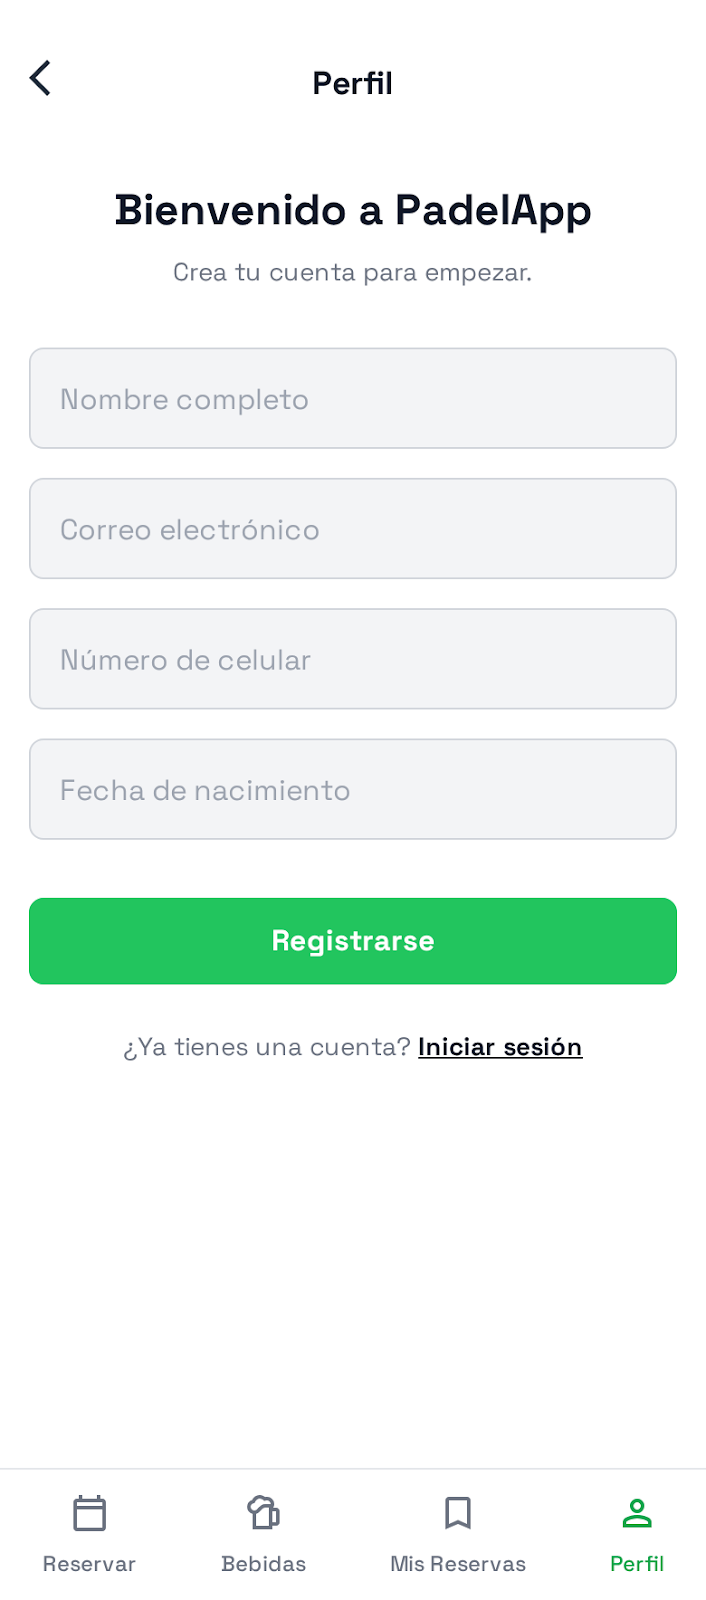 Perfil
Bienvenido a PadelApp
Crea tu cuenta para empezar.
Nombre completo
Correo electrónico
Número de celular
Fecha de nacimiento
Registrarse
¿Ya tienes una cuenta? Iniciar sesión
Reservar Bebidas Mis Reservas Perfil